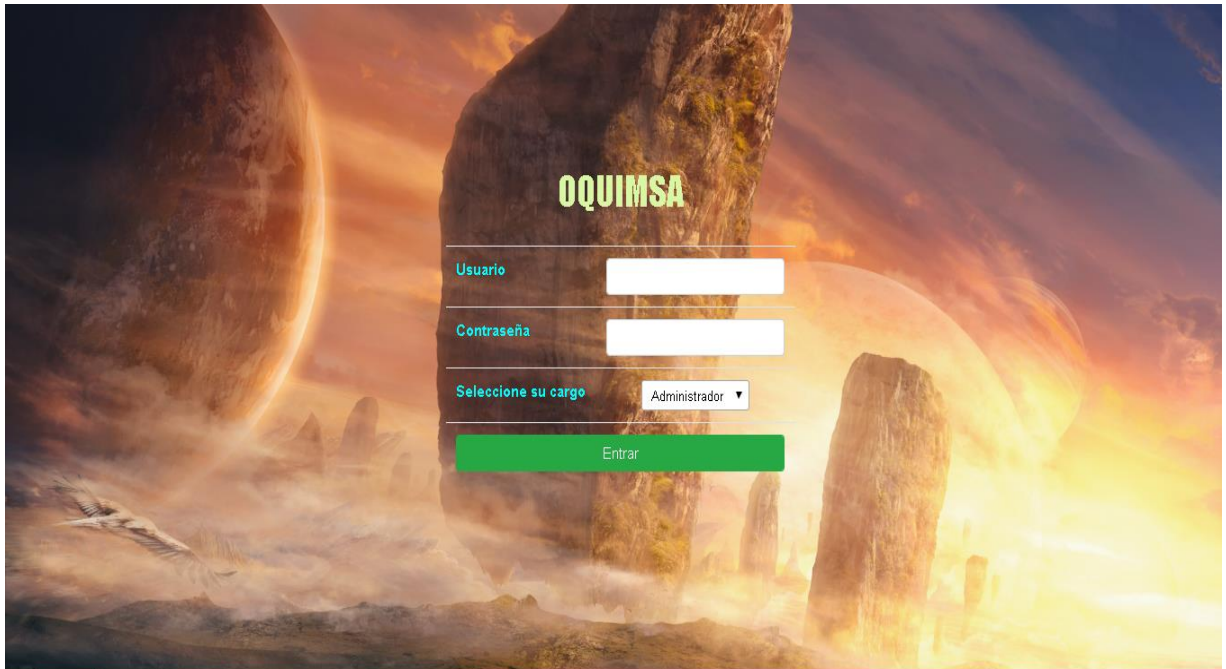 OQUIMSA
Usuario
Contraseña
Seleccione su cargo Administrador
Entrar